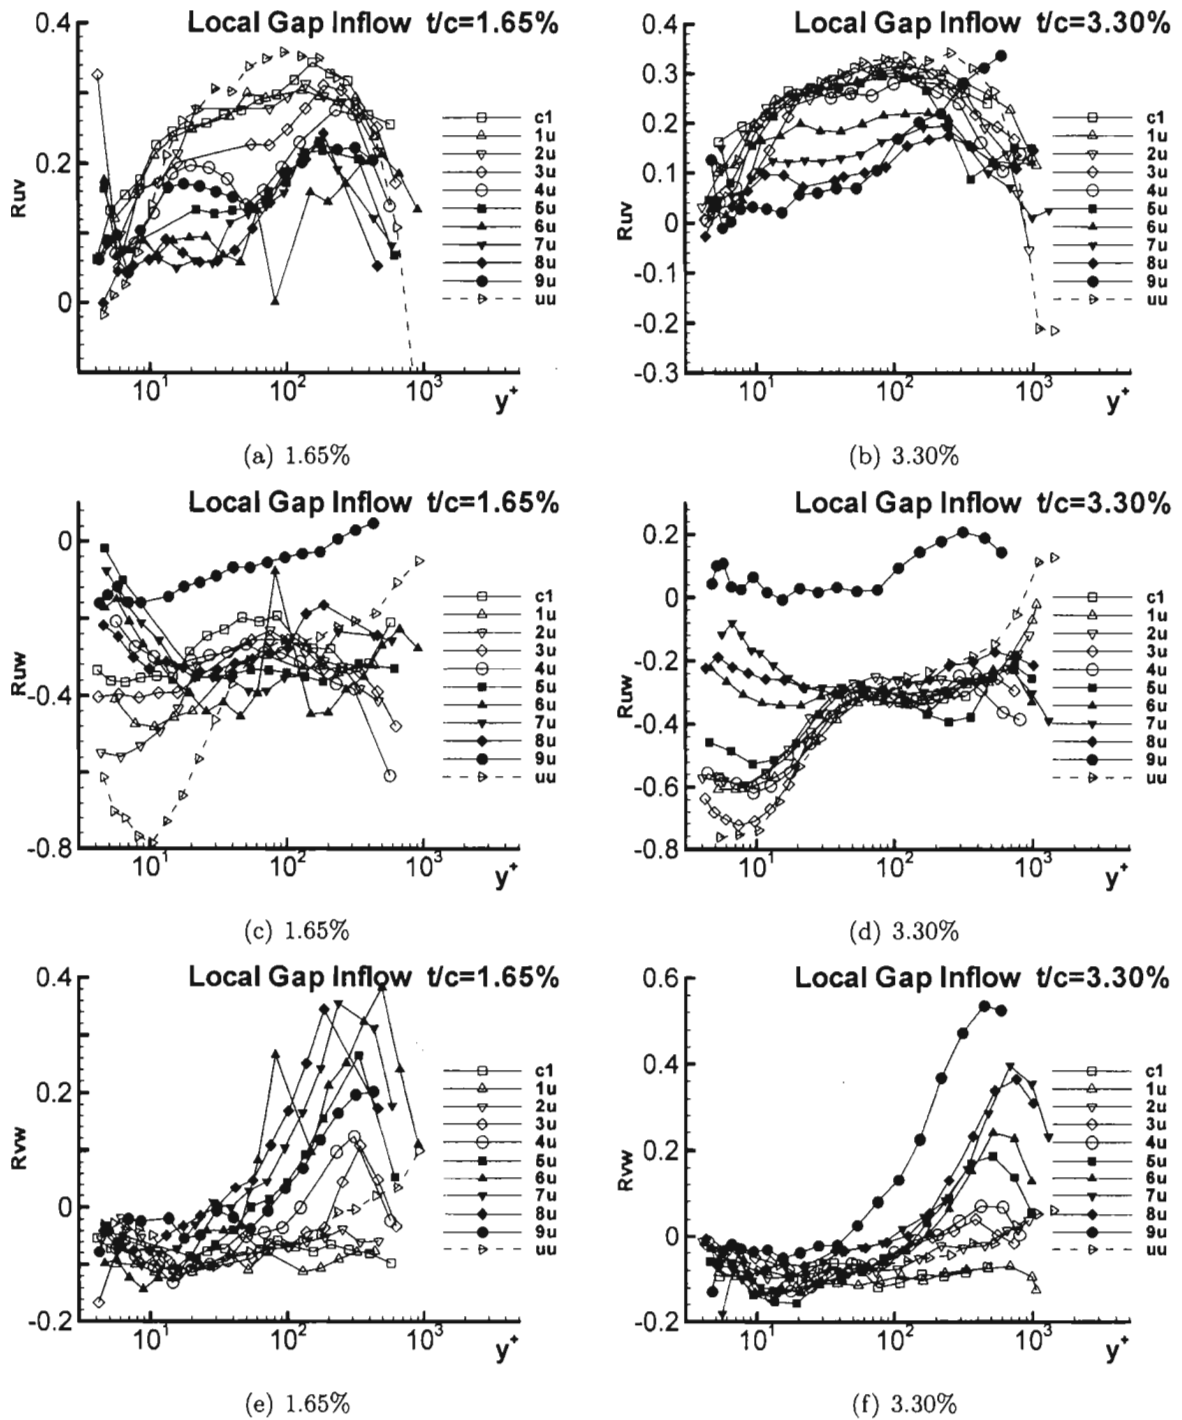 Local Gap Inflow t/c=1.65%
Ruv
0.4
0.2
0
10¹
10²
10³
y⁺
c1
1u
2u
3u
4u
5u
6u
7u
8u
9u
uu
(a) 1.65%
Local Gap Inflow t/c=3.30%
Ruv
0.4
0.3
0.2
0.1
0
-0.1
-0.2
-0.3
10¹
10²
10³
y⁺
c1
1u
2u
3u
4u
5u
6u
7u
8u
9u
uu
(b) 3.30%
Local Gap Inflow t/c=1.65%
Ruw
0
-0.4
-0.8
10¹
10²
10³
y⁺
c1
1u
2u
3u
4u
5u
6u
7u
8u
9u
uu
(c) 1.65%
Local Gap Inflow t/c=3.30%
Ruw
0.2
0
-0.2
-0.4
-0.6
-0.8
10¹
10²
10³
y⁺
c1
1u
2u
3u
4u
5u
6u
7u
8u
9u
uu
(d) 3.30%
Local Gap Inflow t/c=1.65%
Rvw
0.4
0.2
0
-0.2
10¹
10²
10³
y⁺
c1
1u
2u
3u
4u
5u
6u
7u
8u
9u
uu
(e) 1.65%
Local Gap Inflow t/c=3.30%
Rvw
0.6
0.4
0.2
0
-0.2
10¹
10²
10³
y⁺
c1
1u
2u
3u
4u
5u
6u
7u
8u
9u
uu
(f) 3.30%